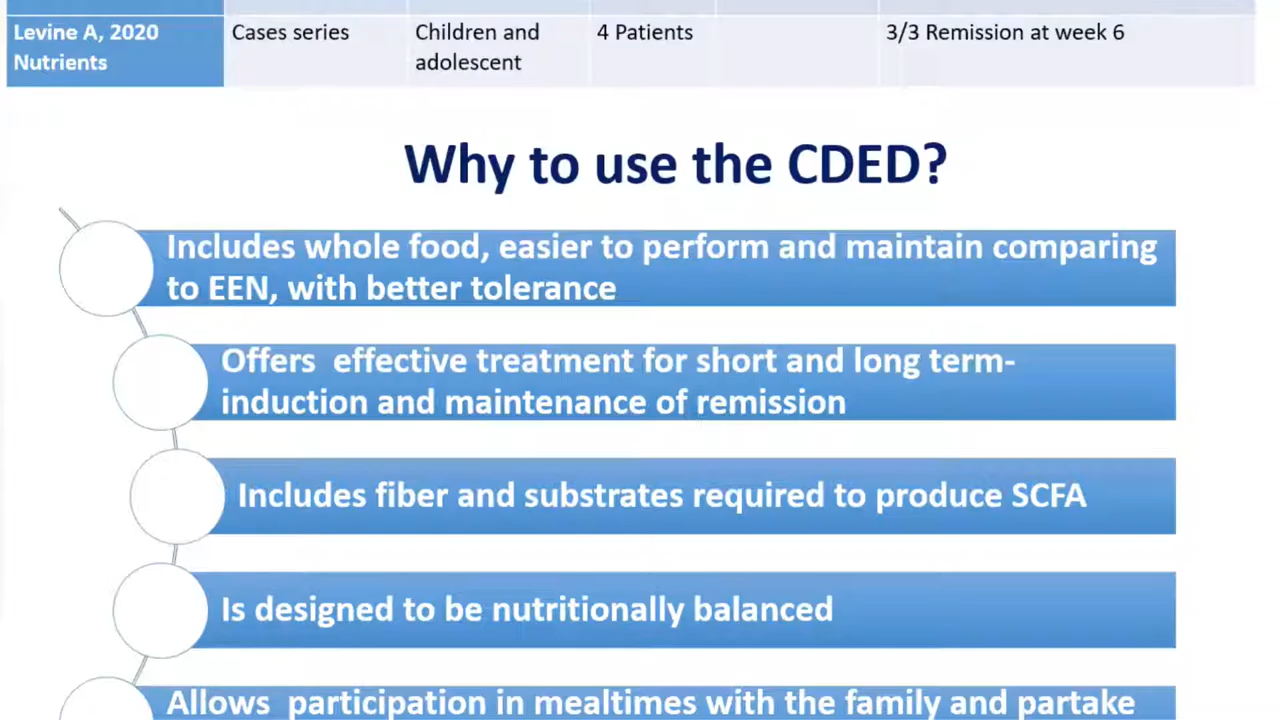 Levine A, 2020 Cases series Children and 4 Patients 3/3 Remission at week 6
Nutrients adolescent
Why to use the CDED?
Includes whole food, easier to perform and maintain comparing
to EEN, with better tolerance
Offers effective treatment for short and long term-
induction and maintenance of remission
Includes fiber and substrates required to produce SCFA
Is designed to be nutritionally balanced
Allows participation in mealtimes with the family and partake